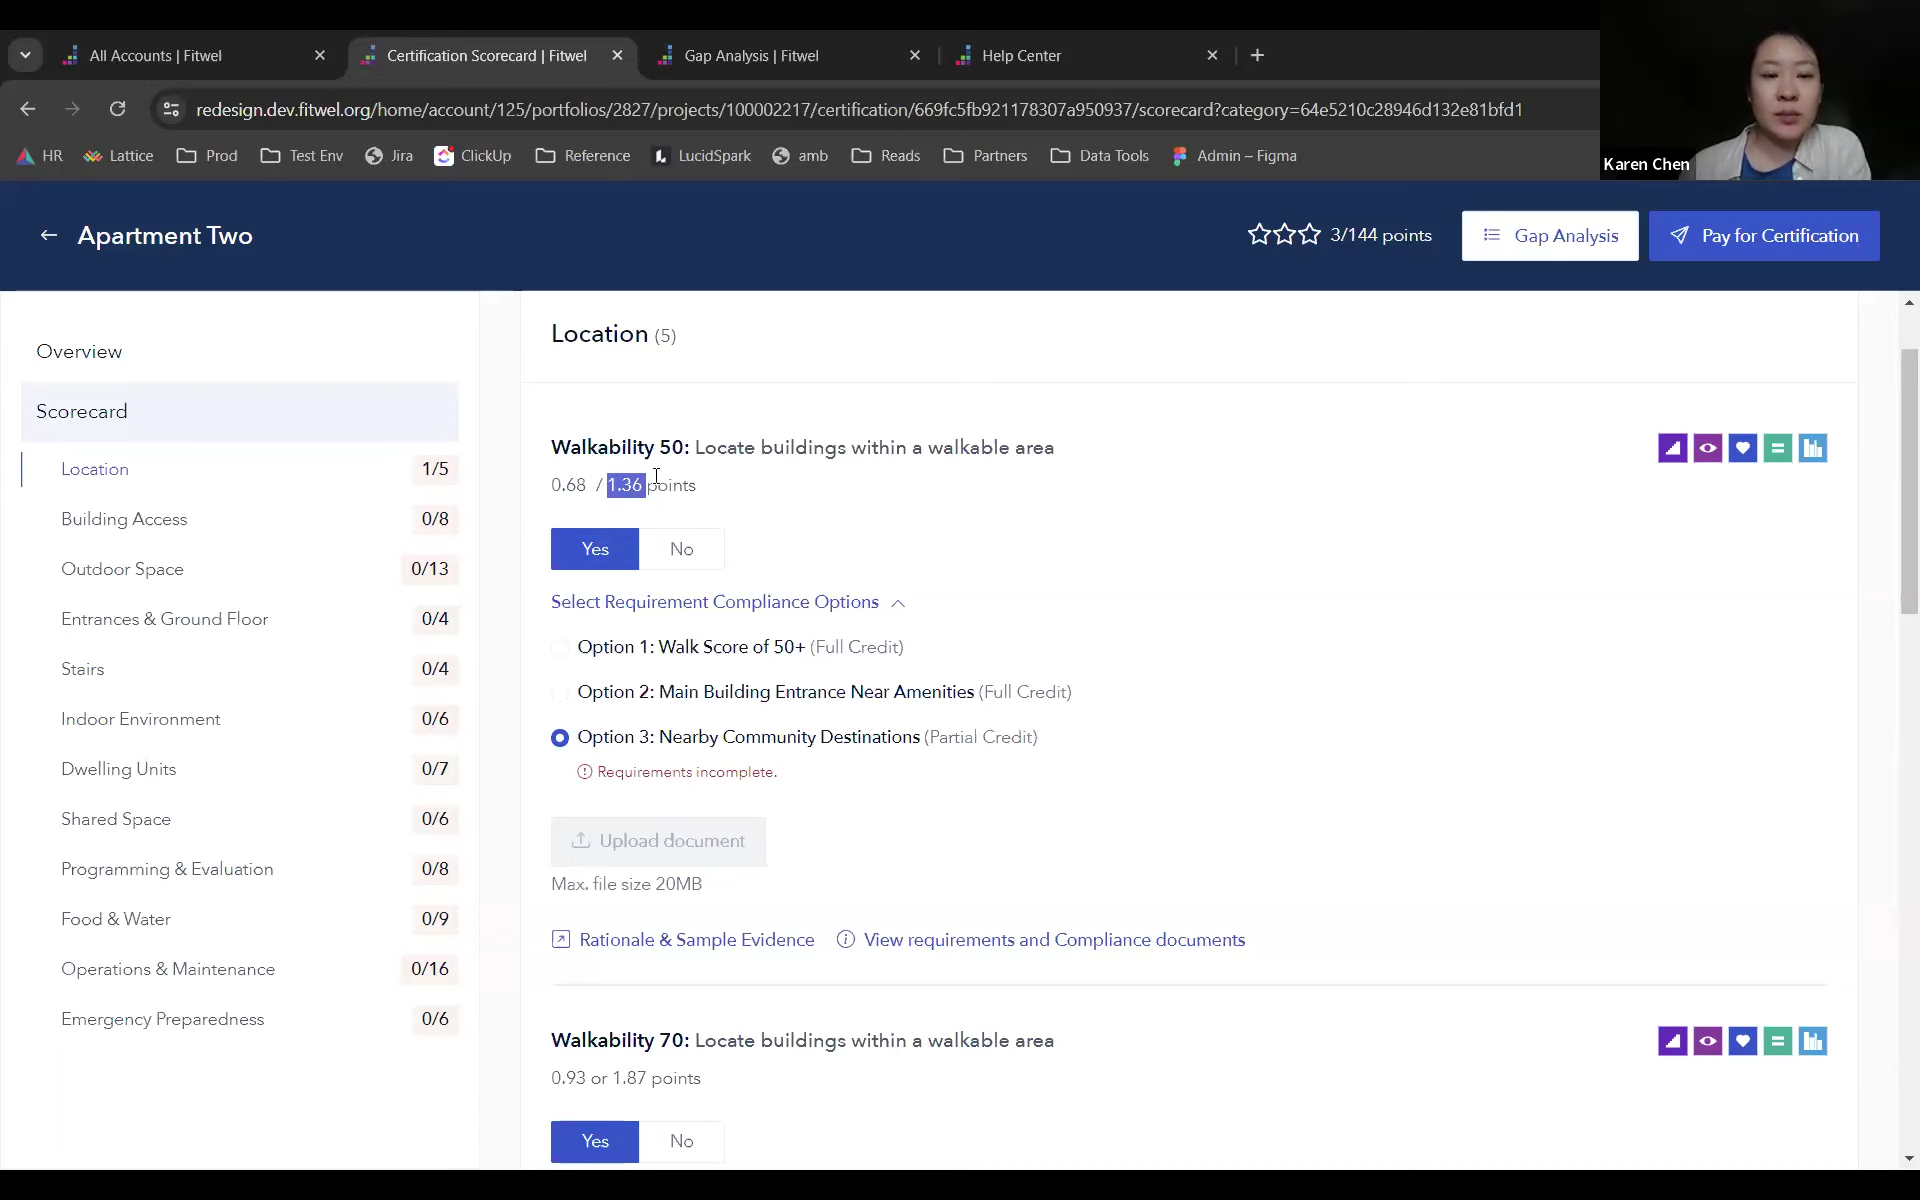 All Accounts | Fitwel
Certification Scorecard | Fitwel
Gap Analysis | Fitwel
Help Center
redesign.dev.fitwel.org/home/account/125/portfolios/2827/projects/100002217/certification/669fc5fb921178307a950937/scorecard?category=64e5210c28946d132e81bfd1
HR Lattice Prod Test Env Jira ClickUp Reference LucidSpark amb Reads Partners Data Tools Admin – Figma
Karen Chen
Apartment Two
3/144 points
Gap Analysis
Pay for Certification
Overview
Scorecard
Location 1/5
Building Access 0/8
Outdoor Space 0/13
Entrances & Ground Floor 0/4
Stairs 0/4
Indoor Environment 0/6
Dwelling Units 0/7
Shared Space 0/6
Programming & Evaluation 0/8
Food & Water 0/9
Operations & Maintenance 0/16
Emergency Preparedness 0/6
Location (5)
Walkability 50: Locate buildings within a walkable area
0.68 / 1.36 points
Yes No
Select Requirement Compliance Options
Option 1: Walk Score of 50+ (Full Credit)
Option 2: Main Building Entrance Near Amenities (Full Credit)
Option 3: Nearby Community Destinations (Partial Credit)
Requirements incomplete.
Upload document
Max. file size 20MB
Rationale & Sample Evidence View requirements and Compliance documents
Walkability 70: Locate buildings within a walkable area
0.93 or 1.87 points
Yes No